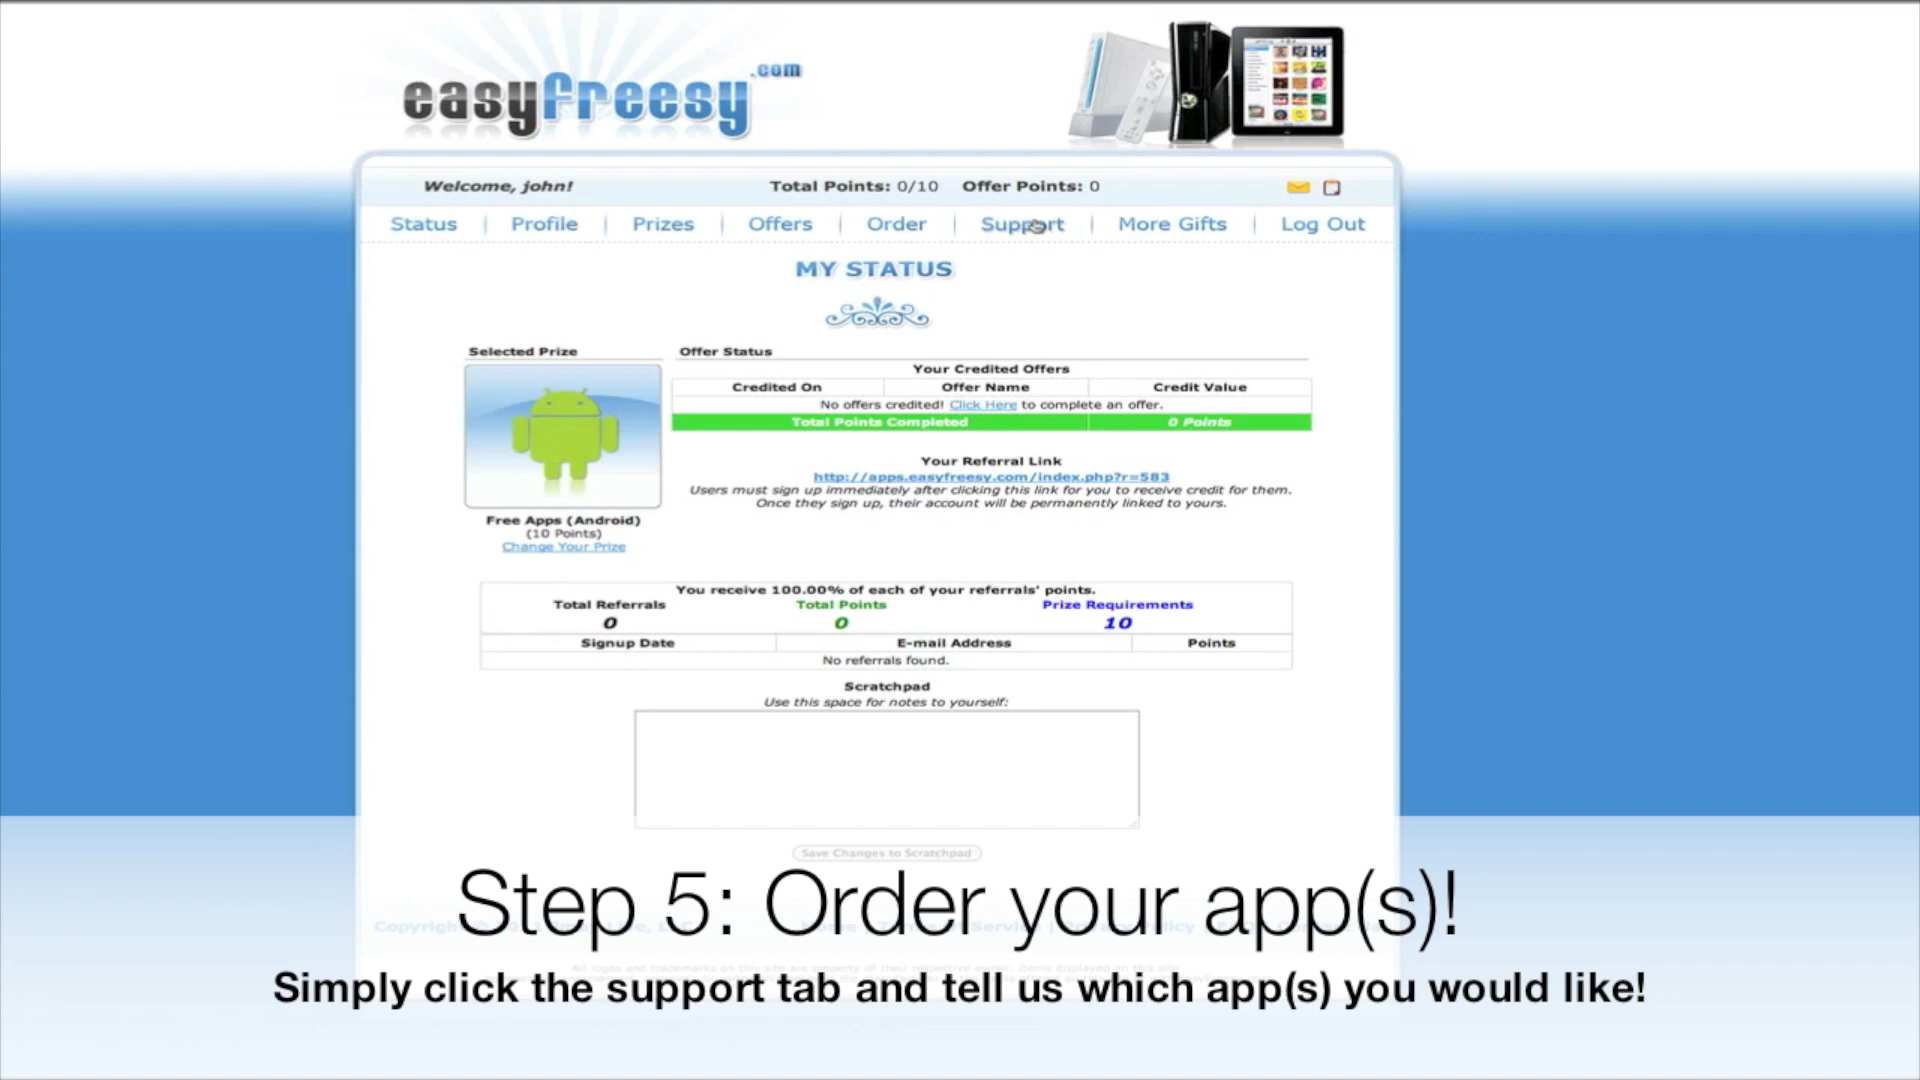 easyfreesy.com
Welcome, john!
Total Points: 0/10 Offer Points: 0
Status Profile Prizes Offers Order Support More Gifts Log Out
MY STATUS
Selected Prize
Offer Status
Your Credited Offers
Credited On Offer Name Credit Value
No offers credited! Click Here to complete an offer.
Total Points Completed 0 Points
Your Referral Link
http://apps.easyfreesy.com/index.php?r=583
Users must sign up immediately after clicking this link for you to receive credit for them.
Once they sign up, their account will be permanently linked to yours.
Free Apps (Android)
(10 Points)
Change Your Prize
You receive 100.00% of each of your referrals' points.
Total Referrals Total Points Prize Requirements
0 0 10
Signup Date E-mail Address Points
No referrals found.
Scratchpad
Use this space for notes to yourself:
Save Changes to Scratchpad
Step 5: Order your app(s)!
Simply click the support tab and tell us which app(s) you would like!